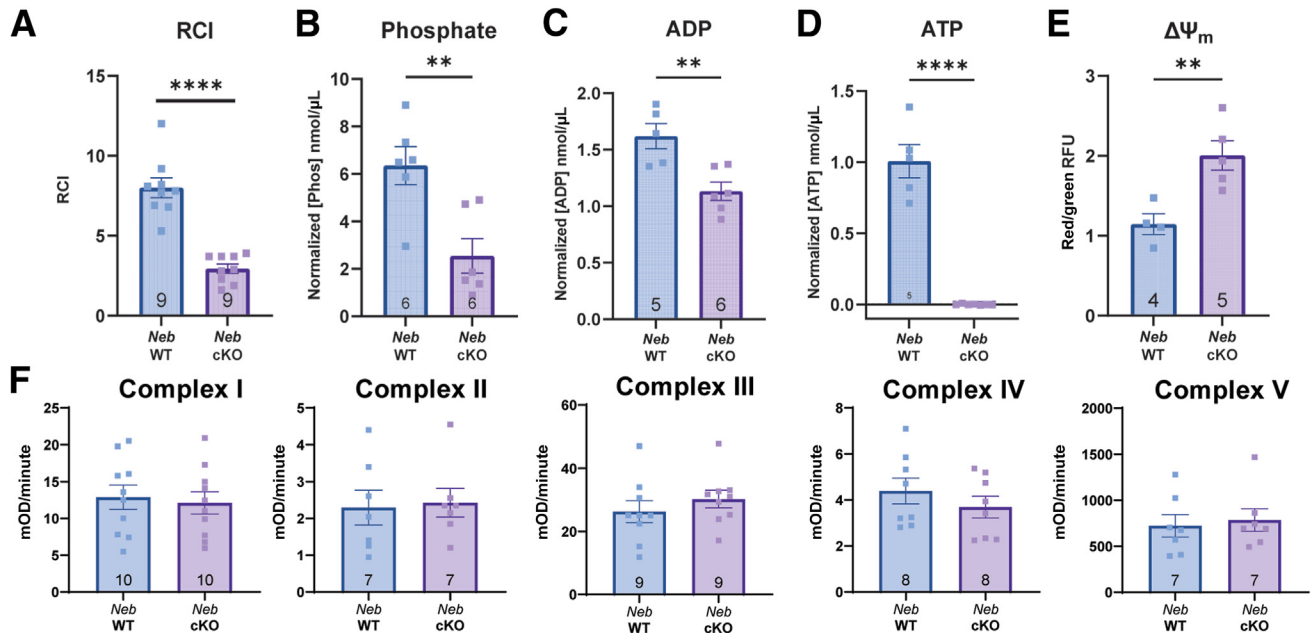 A
RCI
****
RCI
15
10
5
0
9
9
Neb
WT
Neb
cKO
B
Phosphate
**
Normalized [Phos] nmol/µL
10
8
6
4
2
0
6
6
Neb
WT
Neb
cKO
C
ADP
**
Normalized [ADP] nmol/µL
2.0
1.5
1.0
0.5
0.0
5
6
Neb
WT
Neb
cKO
D
ATP
****
Normalized [ATP] nmol/µL
1.5
1.0
0.5
0.0
5
Neb
WT
Neb
cKO
E
ΔΨm
**
Red/green RFU
3
2
1
0
4
5
Neb
WT
Neb
cKO
F
Complex I
mOD/minute
25
20
15
10
5
0
10
10
Neb
WT
Neb
cKO
Complex II
mOD/minute
5
4
3
2
1
0
7
7
Neb
WT
Neb
cKO
Complex III
mOD/minute
60
40
20
0
9
9
Neb
WT
Neb
cKO
Complex IV
mOD/minute
8
6
4
2
0
8
8
Neb
WT
Neb
cKO
Complex V
mOD/minute
2000
1500
1000
500
0
7
7
Neb
WT
Neb
cKO